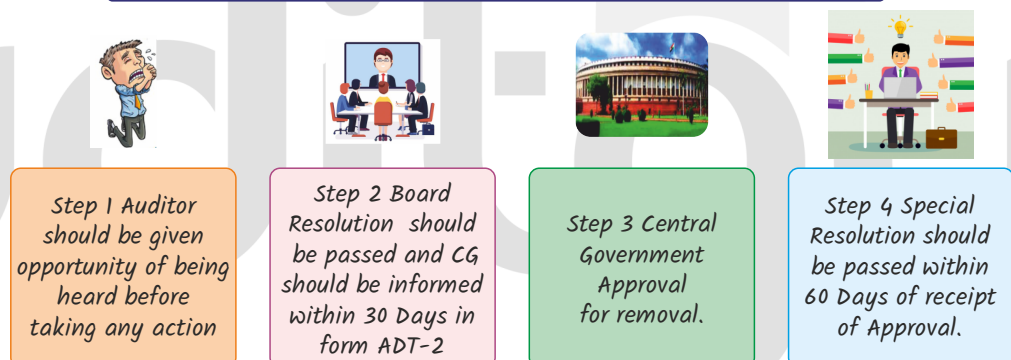 Step 1 Auditor
should be given
opportunity of being
heard before
taking any action
Step 2 Board
Resolution should
be passed and CG
should be informed
within 30 Days in
form ADT-2
Step 3 Central
Government
Approval
for removal.
Step 4 Special
Resolution should
be passed within
60 Days of receipt
of Approval.